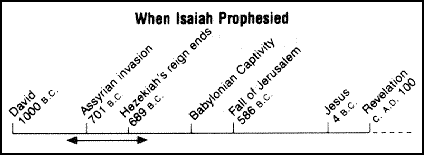 When Isaiah Prophesied
David
1000 B.C.
Assyrian invasion
701 B.C.
Hezekiah's reign ends
689 B.C.
Babylonian Captivity
Fall of Jerusalem
586 B.C.
Jesus
4 B.C.
Revelation
C. A.D. 100